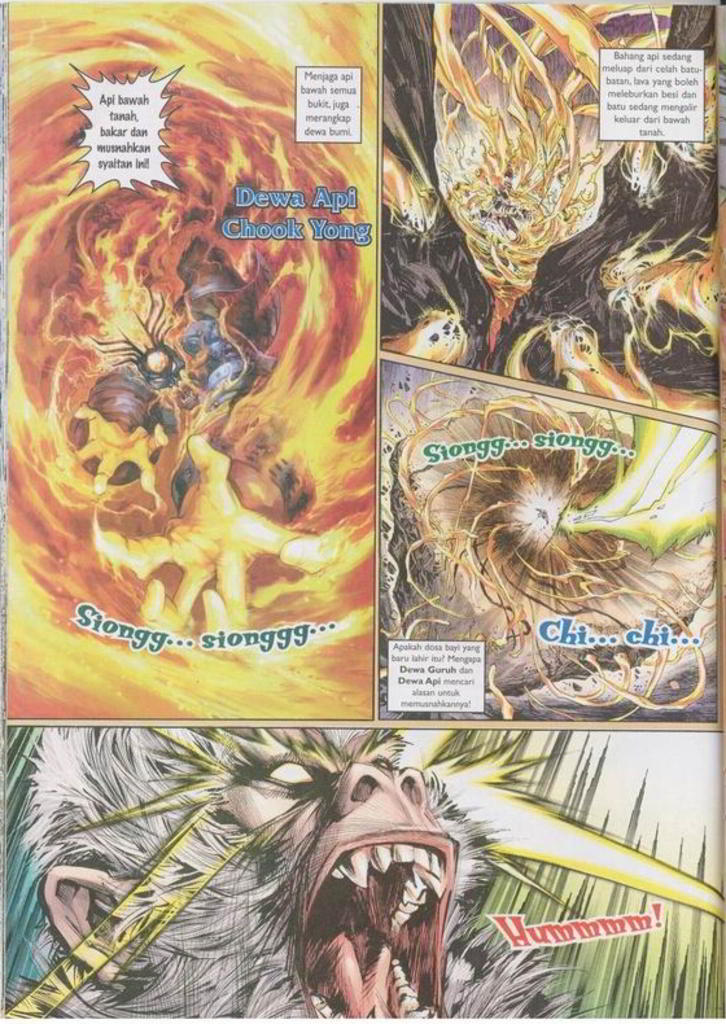 Api bawah
tanah,
bakar dan
musnahkan
syaitan ini!
Menjaga api
bawah semua
bukit, juga
merangkap
dewa bumi.
Dewa Api
Chook Yong
Siongg... sionggg...
Bahang api sedang
meluap dari celah batu-
batan, lava yang boleh
meleburkan besi dan
batu sedang mengalir
keluar dari bawah
tanah.
Siongg... siongg...
Chi... chi...
Apakah dosa bayi yang
baru lahir itu? Mengapa
Dewa Guruh dan
Dewa Api mencari
alasan untuk
memusnahkannya!
Hummmm!